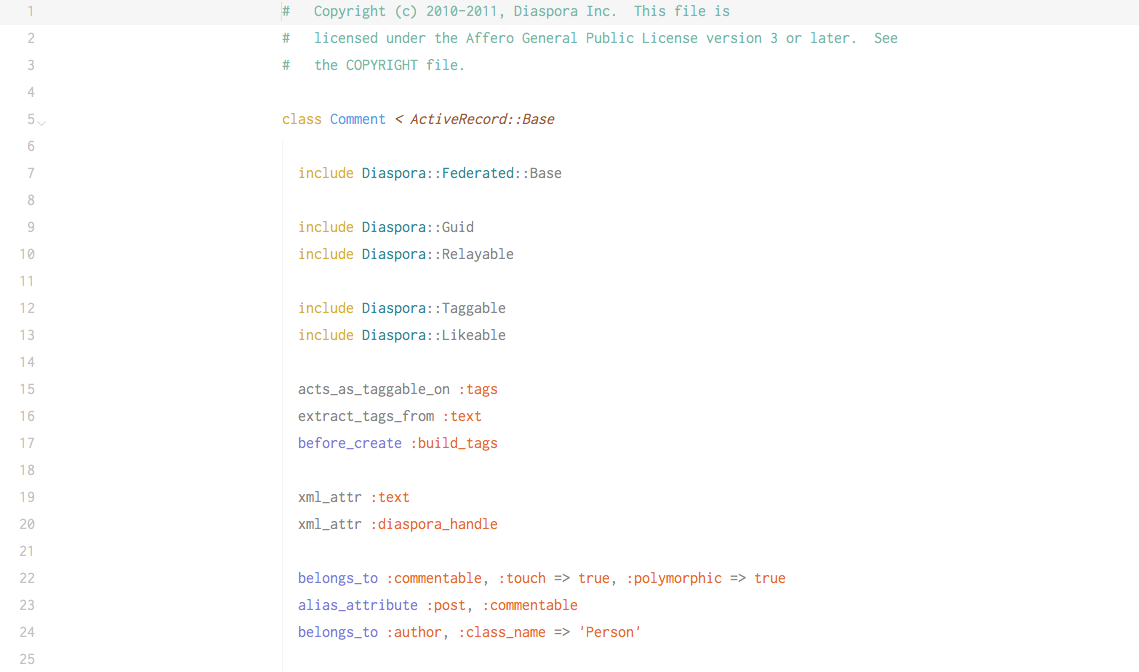 1 #   Copyright (c) 2010-2011, Diaspora Inc.  This file is
2 #   licensed under the Affero General Public License version 3 or later.  See
3 #   the COPYRIGHT file.
4
5 class Comment < ActiveRecord::Base
6
7   include Diaspora::Federated::Base
8
9   include Diaspora::Guid
10   include Diaspora::Relayable
11
12   include Diaspora::Taggable
13   include Diaspora::Likeable
14
15   acts_as_taggable_on :tags
16   extract_tags_from :text
17   before_create :build_tags
18
19   xml_attr :text
20   xml_attr :diaspora_handle
21
22   belongs_to :commentable, :touch => true, :polymorphic => true
23   alias_attribute :post, :commentable
24   belongs_to :author, :class_name => 'Person'
25